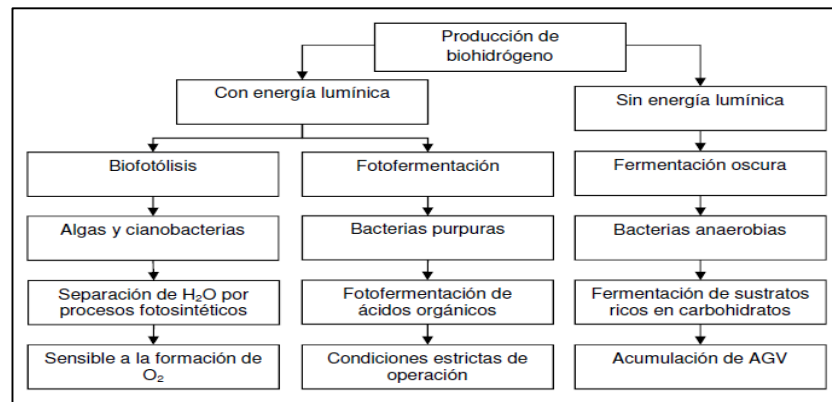 Producción de
biohidrógeno
Con energía lumínica
Sin energía lumínica
Biofotólisis
Fotofermentación
Fermentación oscura
Algas y cianobacterias
Bacterias purpuras
Bacterias anaerobias
Separación de H₂O por
procesos fotosintéticos
Fotofermentación de
ácidos orgánicos
Fermentación de sustratos
ricos en carbohidratos
Sensible a la formación de
O₂
Condiciones estrictas de
operación
Acumulación de AGV